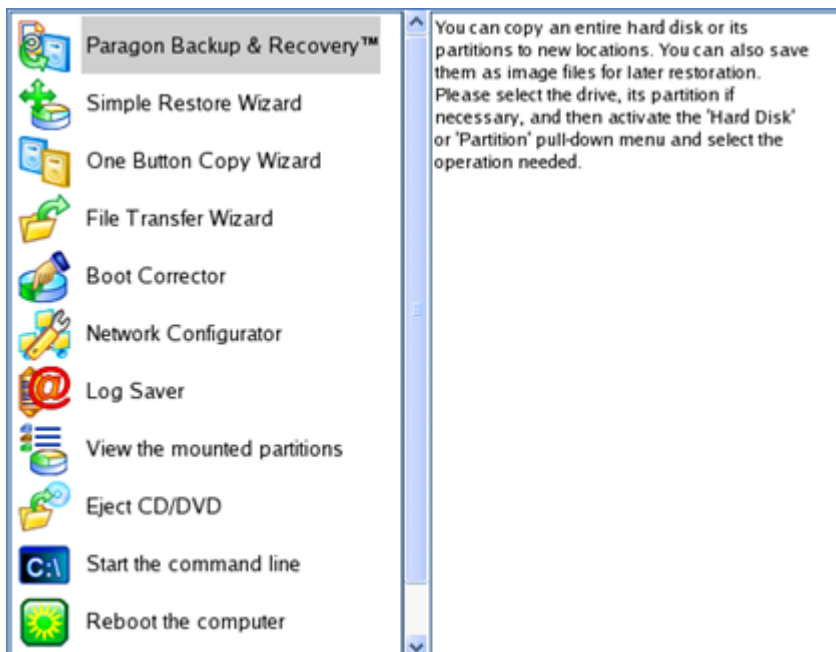 Paragon Backup & Recovery™
Simple Restore Wizard
One Button Copy Wizard
File Transfer Wizard
Boot Corrector
Network Configurator
@
Log Saver
View the mounted partitions
Eject CD/DVD
C:\
Start the command line
Reboot the computer
You can copy an entire hard disk or its
partitions to new locations. You can also save
them as image files for later restoration.
Please select the drive, its partition if
necessary, and then activate the 'Hard Disk'
or 'Partition' pull-down menu and select the
operation needed.